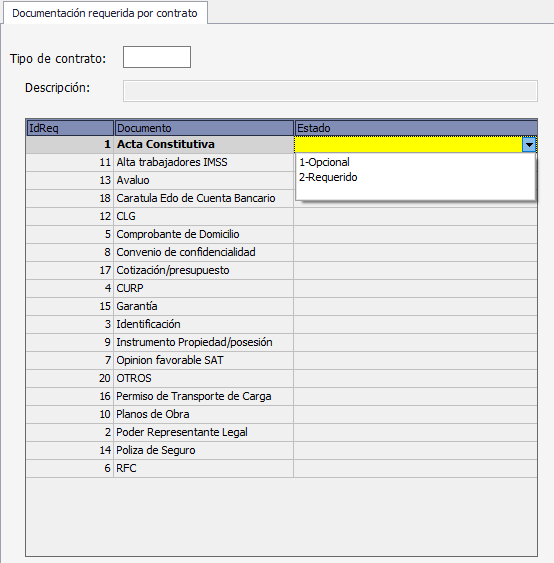 Documentación requerida por contrato
Tipo de contrato:
Descripción:
IdReq Documento Estado
1 Acta Constitutiva
11 Alta trabajadores IMSS 1-Opcional
13 Avaluo 2-Requerido
18 Caratula Edo de Cuenta Bancario
12 CLG
5 Comprobante de Domicilio
8 Convenio de confidencialidad
17 Cotización/presupuesto
4 CURP
15 Garantía
3 Identificación
9 Instrumento Propiedad/posesión
7 Opinion favorable SAT
20 OTROS
16 Permiso de Transporte de Carga
10 Planos de Obra
2 Poder Representante Legal
14 Poliza de Seguro
6 RFC